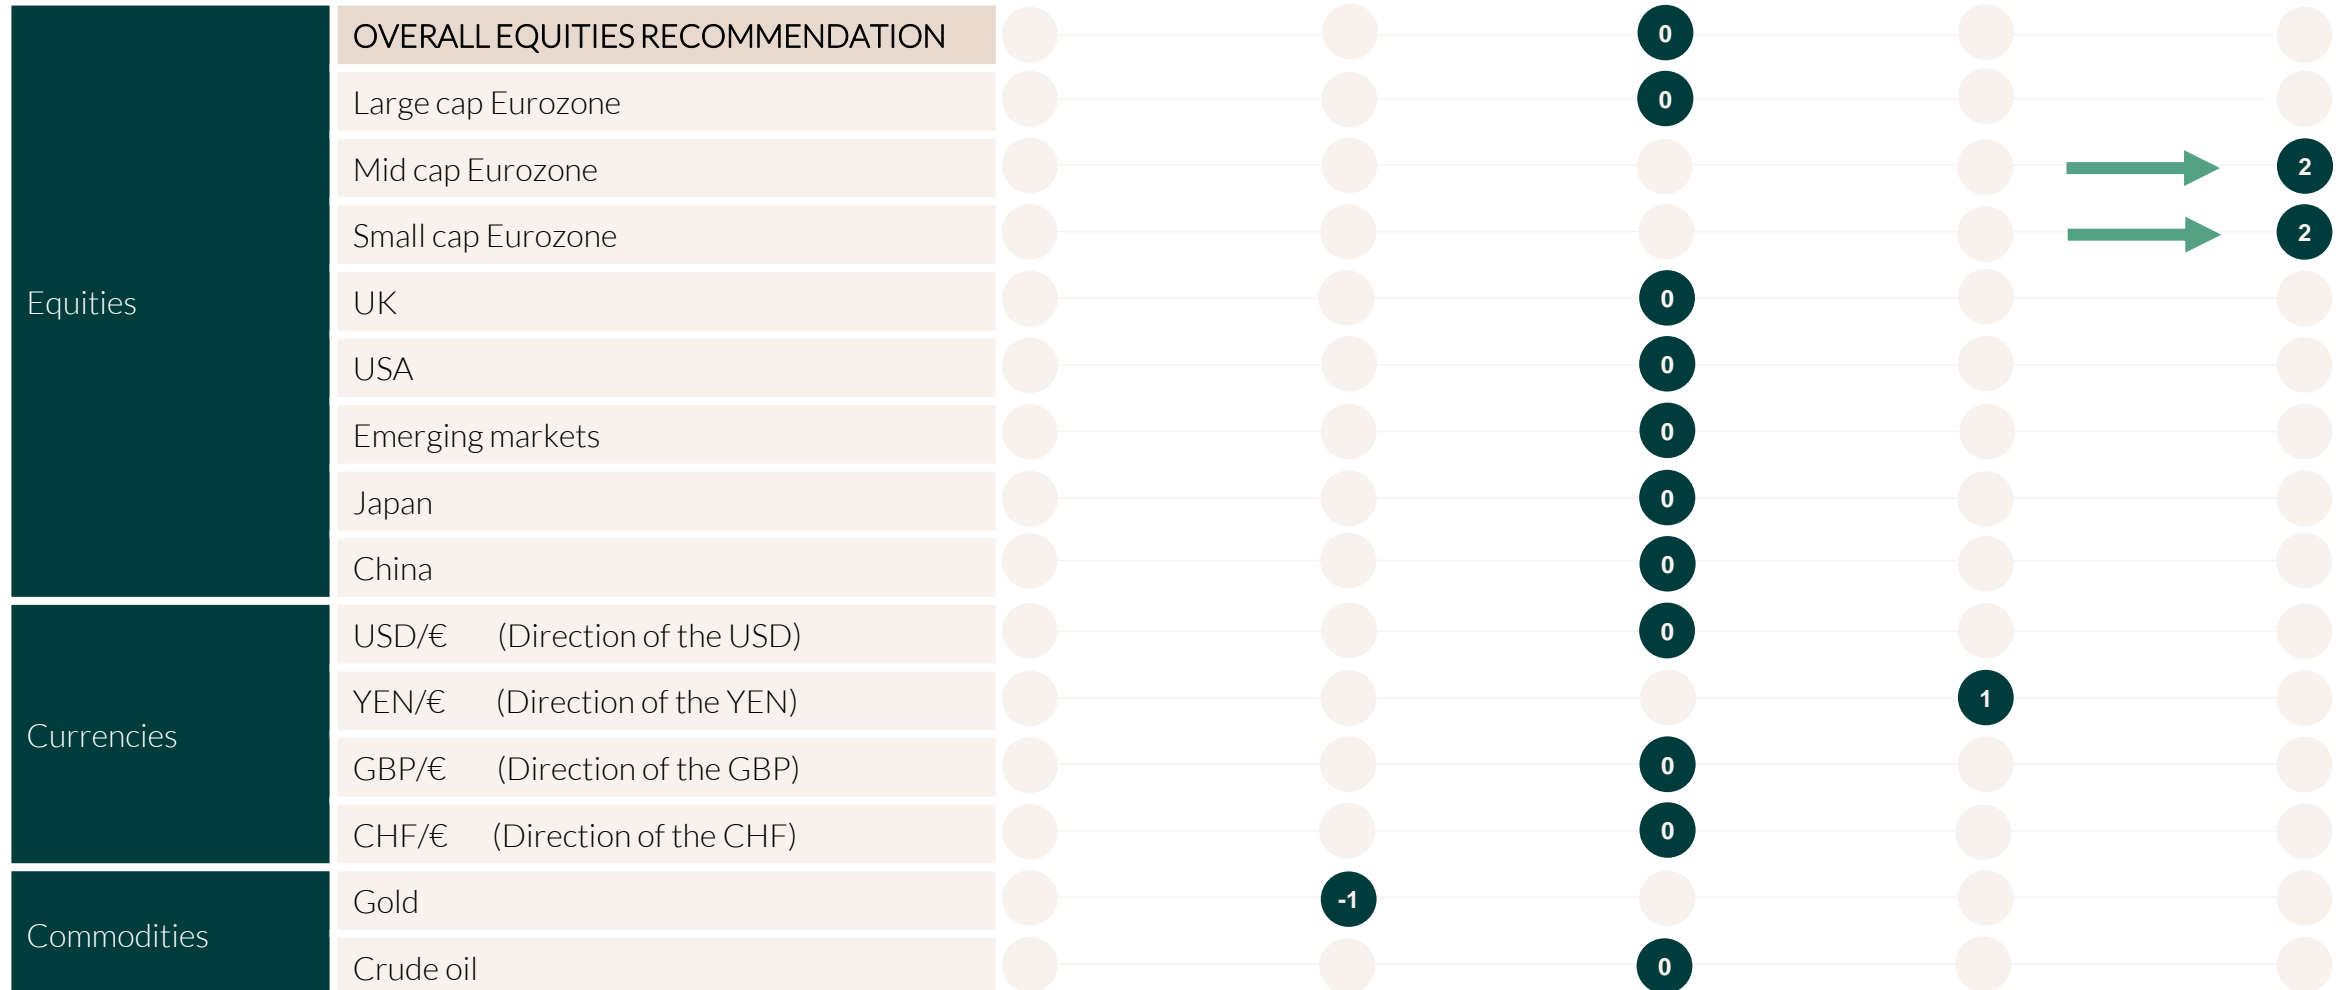 OVERALL EQUITIES RECOMMENDATION 0
Large cap Eurozone 0
Mid cap Eurozone 2
Small cap Eurozone 2
Equities
UK 0
USA 0
Emerging markets 0
Japan 0
China 0
USD/€ (Direction of the USD) 0
YEN/€ (Direction of the YEN) 1
Currencies
GBP/€ (Direction of the GBP) 0
CHF/€ (Direction of the CHF) 0
Gold -1
Commodities
Crude oil 0